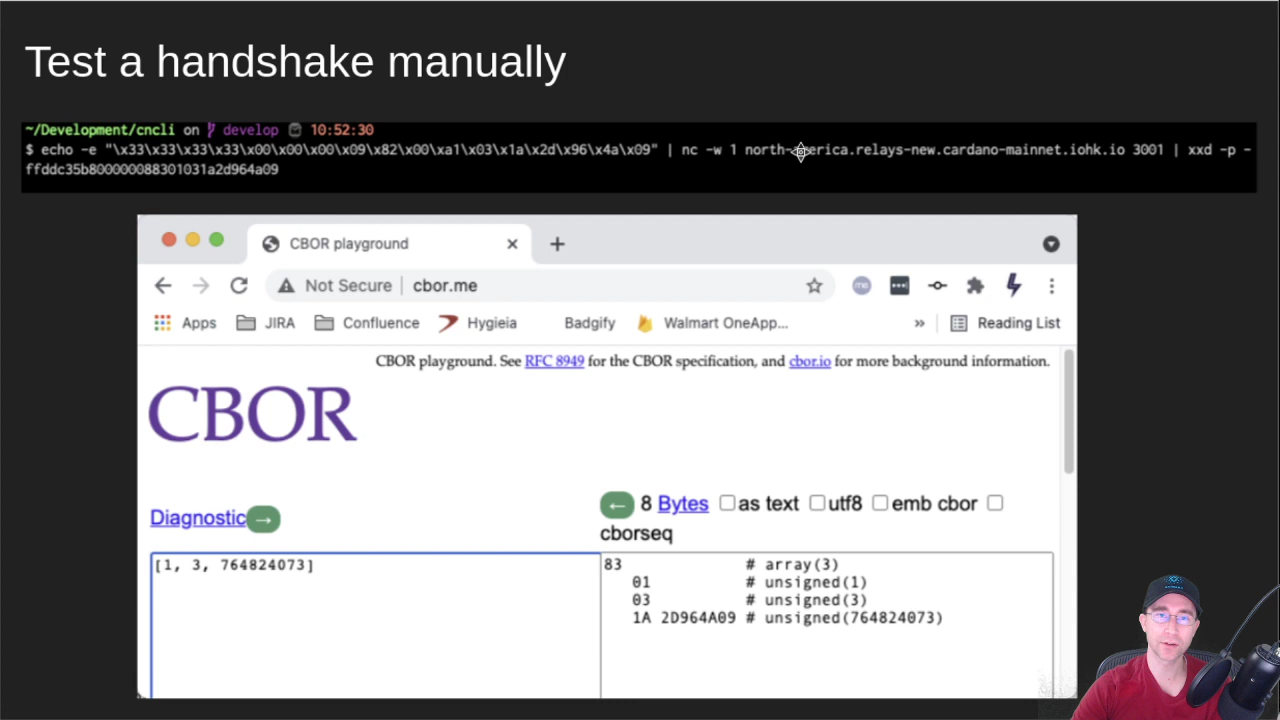 Test a handshake manually
~/Development/cncli on develop 10:52:30
$ echo -e "\x33\x33\x33\x33\x00\x00\x00\x09\x82\x00\xa1\x03\x1a\x2d\x96\x4a\x09" | nc -w 1 erica.relays-new.cardano-mainnet.iohk.io 3001 | xxd -p -
ffddc35b800000088301031a2d964a09
CBOR playground
Not Secure | cbor.me
Apps JIRA Confluence Hygieia Badgify Walmart OneApp... » Reading List
CBOR playground. See RFC 8949 for the CBOR specification, and cbor.io for more background information.
CBOR
Diagnostic →
← 8 Bytes as text utf8 emb cbor
cborseq
[1, 3, 764824073]
83 # array(3)
01 # unsigned(1)
03 # unsigned(3)
1A 2D964A09 # unsigned(764824073)